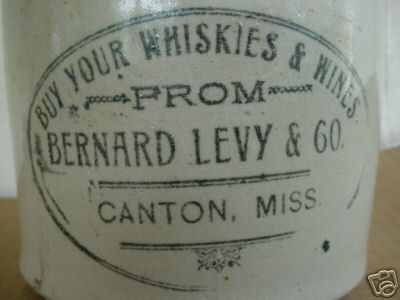 BUY YOUR WHISKIES & WINES.
FROM
BERNARD LEVY & CO.
CANTON, MISS.